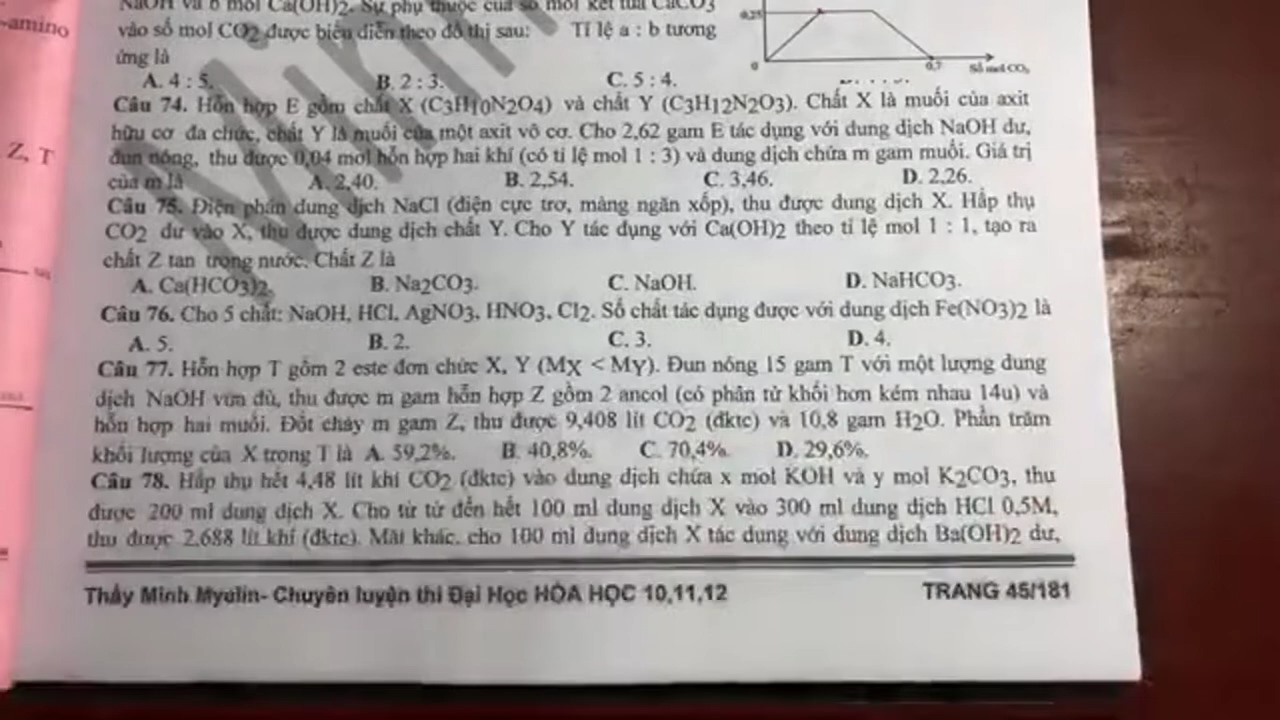 NaOH và b mol Ca(OH)2. Sự phụ thuộc của số mol kết tủa CaCO3
-amino
0,25
vào số mol CO2 được biểu diễn theo đồ thị sau: Tỉ lệ a : b tương
ứng là
0
0,7
Số mol CO2
A. 4 : 5.
B. 2 : 3.
C. 5 : 4.
Câu 74. Hỗn hợp E gồm chất X (C3H10N2O4) và chất Y (C3H12N2O3). Chất X là muối của axit
hữu cơ đa chức, chất Y là muối của một axit vô cơ. Cho 2,62 gam E tác dụng với dung dịch NaOH dư,
Z, T
đun nóng, thu được 0,04 mol hỗn hợp hai khí (có tỉ lệ mol 1 : 3) và dung dịch chứa m gam muối. Giá trị
của m là A. 2,40. B. 2,54. C. 3,46. D. 2,26.
Câu 75. Điện phân dung dịch NaCl (điện cực trơ, màng ngăn xốp), thu được dung dịch X. Hấp thụ
CO2 dư vào X, thu được dung dịch chất Y. Cho Y tác dụng với Ca(OH)2 theo tỉ lệ mol 1 : 1, tạo ra
chất Z tan trong nước. Chất Z là
A. Ca(HCO3)2. B. Na2CO3. C. NaOH. D. NaHCO3.
Câu 76. Cho 5 chất: NaOH, HCl, AgNO3, HNO3, Cl2. Số chất tác dụng được với dung dịch Fe(NO3)2 là
A. 5. B. 2. C. 3. D. 4.
Câu 77. Hỗn hợp T gồm 2 este đơn chức X, Y (MX < MY). Đun nóng 15 gam T với một lượng dung
dịch NaOH vừa đủ, thu được m gam hỗn hợp Z gồm 2 ancol (có phân tử khối hơn kém nhau 14u) và
hỗn hợp hai muối. Đốt cháy m gam Z, thu được 9,408 lít CO2 (đktc) và 10,8 gam H2O. Phần trăm
khối lượng của X trong T là A. 59,2%. B. 40,8%. C. 70,4%. D. 29,6%.
Câu 78. Hấp thụ hết 4,48 lít khí CO2 (đktc) vào dung dịch chứa x mol KOH và y mol K2CO3, thu
được 200 ml dung dịch X. Cho từ từ đến hết 100 ml dung dịch X vào 300 ml dung dịch HCl 0,5M,
thu được 2,688 lít khí (đktc). Mặt khác, cho 100 ml dung dịch X tác dụng với dung dịch Ba(OH)2 dư,
Thầy Minh Myelin- Chuyên luyện thi Đại Học HÓA HỌC 10,11,12
TRANG 45/181
Minh